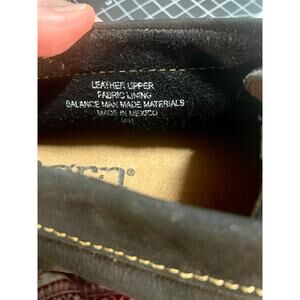 LEATHER UPPER
FABRIC LINING
BALANCE MAN MADE MATERIALS
MADE IN MEXICO